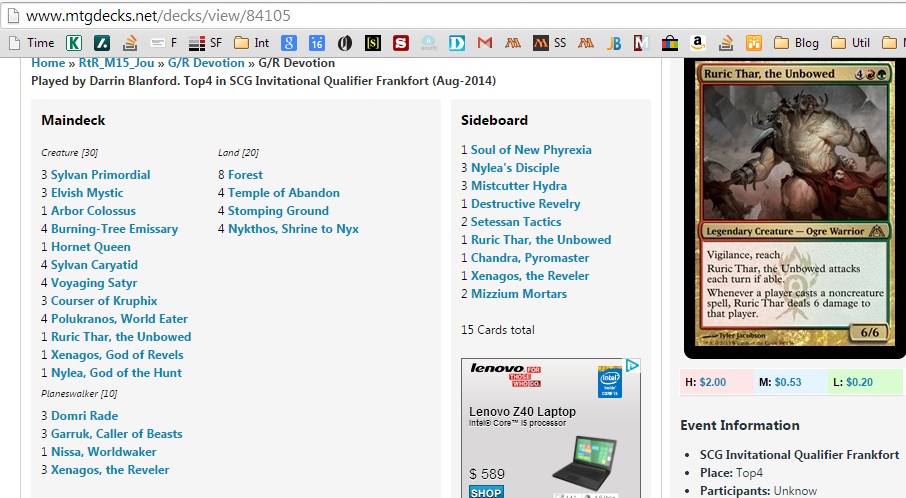 www.mtgdecks.net/decks/view/84105
Time
F
SF
Int
16
SS
JB
Blog
Util
Home » RtR_M15_Jou » G/R Devotion » G/R Devotion
Played by Darrin Blanford. Top4 in SCG Invitational Qualifier Frankfort (Aug-2014)
Maindeck
Creature [30]
3 Sylvan Primordial
3 Elvish Mystic
1 Arbor Colossus
4 Burning-Tree Emissary
1 Hornet Queen
4 Sylvan Caryatid
4 Voyaging Satyr
3 Courser of Kruphix
4 Polukranos, World Eater
1 Ruric Thar, the Unbowed
1 Xenagos, God of Revels
1 Nylea, God of the Hunt
Planeswalker [10]
3 Domri Rade
3 Garruk, Caller of Beasts
1 Nissa, Worldwaker
3 Xenagos, the Reveler
Land [20]
8 Forest
4 Temple of Abandon
4 Stomping Ground
4 Nykthos, Shrine to Nyx
Sideboard
1 Soul of New Phyrexia
3 Nylea's Disciple
3 Mistcutter Hydra
1 Destructive Revelry
2 Setessan Tactics
1 Ruric Thar, the Unbowed
1 Chandra, Pyromaster
1 Xenagos, the Reveler
2 Mizzium Mortars
15 Cards total
lenovo FOR THOSE WHO DO.
intel CORE i5
Lenovo Z40 Laptop
Intel® Core™ i5 processor
$ 589
SHOP
Ruric Thar, the Unbowed
4
Legendary Creature — Ogre Warrior
Vigilance, reach
Ruric Thar, the Unbowed attacks
each turn if able.
Whenever a player casts a noncreature
spell, Ruric Thar deals 6 damage to
that player.
Tyler Jacobson
6/6
H: $2.00
M: $0.53
L: $0.20
Event Information
SCG Invitational Qualifier Frankfort
Place: Top4
Participants: Unknow